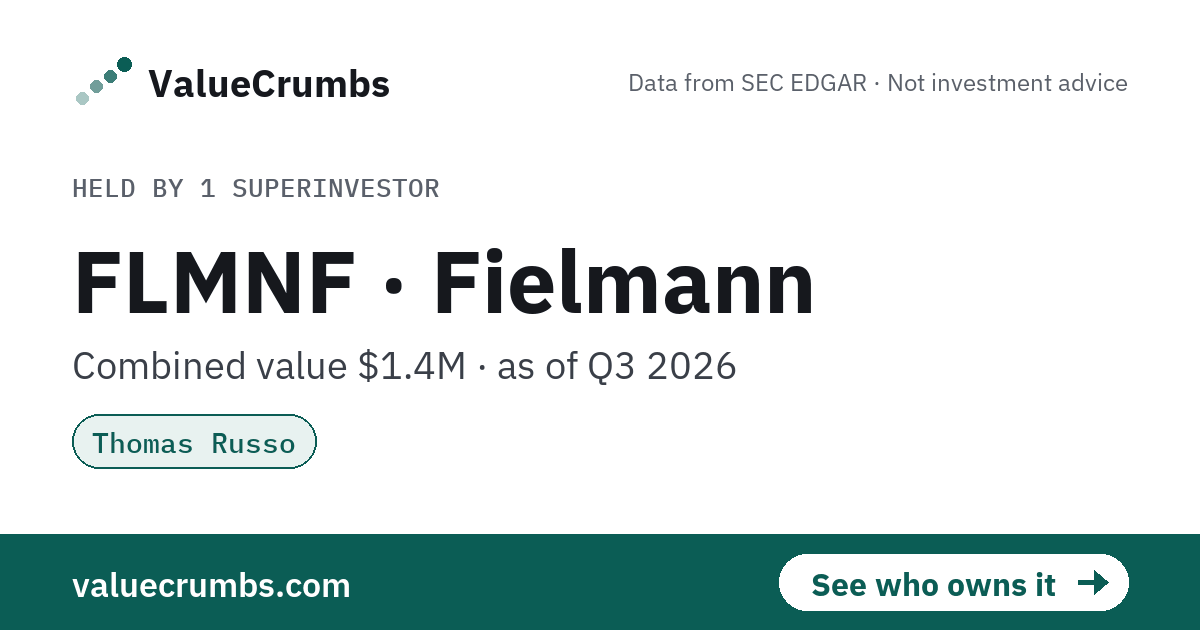 ValueCrumbs
Data from SEC EDGAR · Not investment advice
HELD BY 1 SUPERINVESTOR
FLMNF · Fielmann
Combined value $1.4M · as of Q3 2026
Thomas Russo
valuecrumbs.com
See who owns it